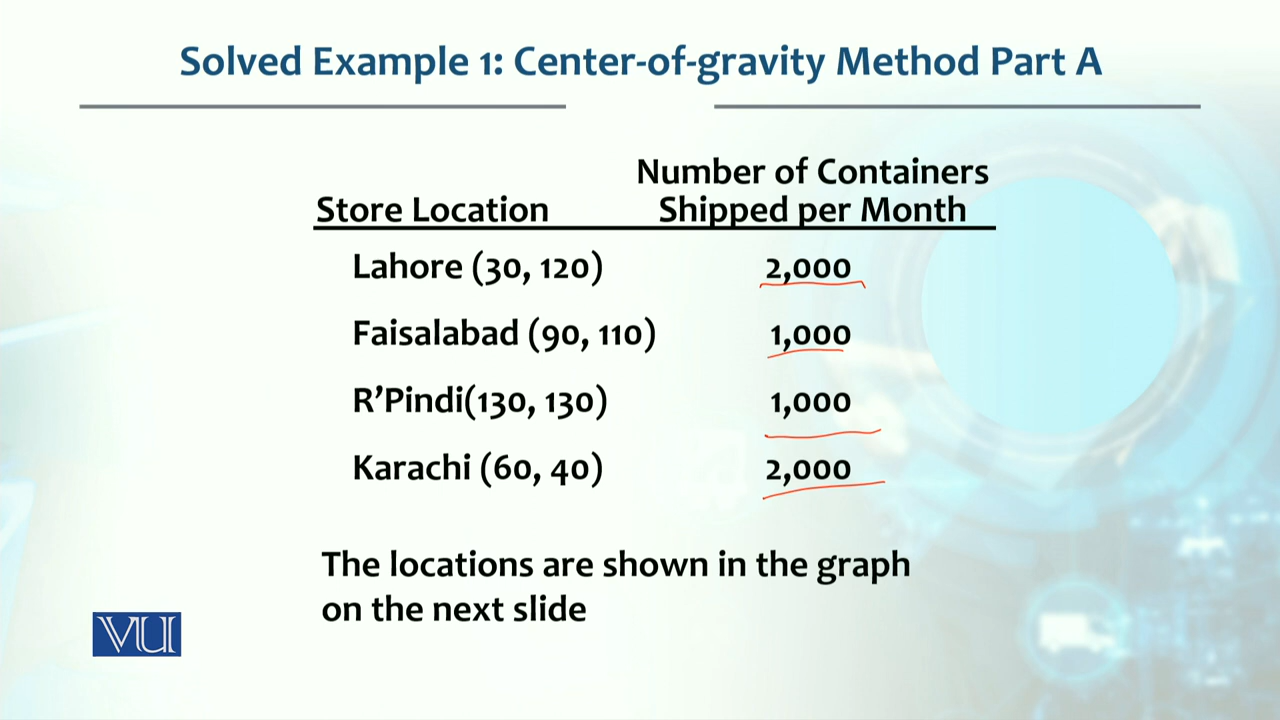 Solved Example 1: Center-of-gravity Method Part A
Number of Containers
Store Location Shipped per Month
Lahore (30, 120) 2,000
Faisalabad (90, 110) 1,000
R'Pindi(130, 130) 1,000
Karachi (60, 40) 2,000
The locations are shown in the graph
on the next slide
VU